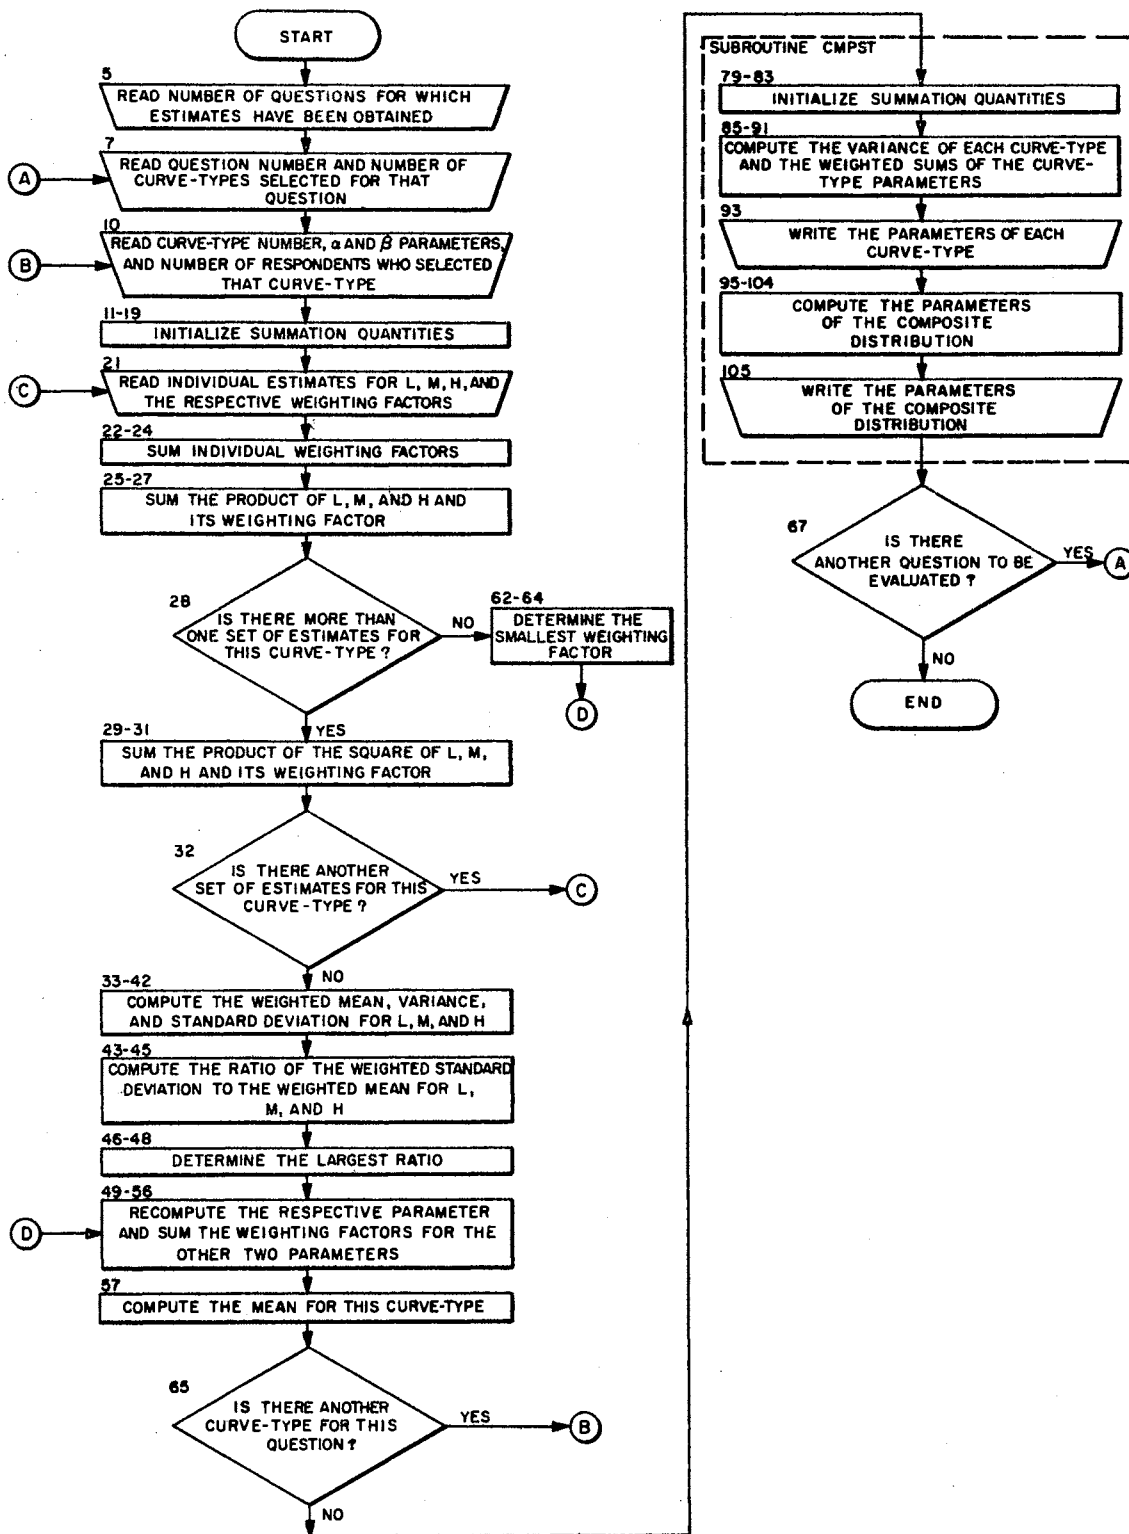 START
5
READ NUMBER OF QUESTIONS FOR WHICH
ESTIMATES HAVE BEEN OBTAINED
7
READ QUESTION NUMBER AND NUMBER OF
CURVE-TYPES SELECTED FOR THAT
QUESTION
A
10
READ CURVE-TYPE NUMBER, α AND β PARAMETERS,
AND NUMBER OF RESPONDENTS WHO SELECTED
THAT CURVE-TYPE
B
11-19
INITIALIZE SUMMATION QUANTITIES
21
READ INDIVIDUAL ESTIMATES FOR L, M, H, AND
THE RESPECTIVE WEIGHTING FACTORS
C
22-24
SUM INDIVIDUAL WEIGHTING FACTORS
25-27
SUM THE PRODUCT OF L, M, AND H AND
ITS WEIGHTING FACTOR
28
IS THERE MORE THAN
ONE SET OF ESTIMATES FOR
THIS CURVE-TYPE?
NO
62-64
DETERMINE THE
SMALLEST WEIGHTING
FACTOR
D
YES
29-31
SUM THE PRODUCT OF THE SQUARE OF L, M,
AND H AND ITS WEIGHTING FACTOR
32
IS THERE ANOTHER
SET OF ESTIMATES FOR THIS
CURVE-TYPE?
YES
C
NO
33-42
COMPUTE THE WEIGHTED MEAN, VARIANCE,
AND STANDARD DEVIATION FOR L, M, AND H
43-45
COMPUTE THE RATIO OF THE WEIGHTED STANDARD
DEVIATION TO THE WEIGHTED MEAN FOR L,
M, AND H
46-48
DETERMINE THE LARGEST RATIO
49-56
RECOMPUTE THE RESPECTIVE PARAMETER
AND SUM THE WEIGHTING FACTORS FOR THE
OTHER TWO PARAMETERS
D
57
COMPUTE THE MEAN FOR THIS CURVE-TYPE
65
IS THERE ANOTHER
CURVE-TYPE FOR THIS
QUESTION?
YES
B
NO
SUBROUTINE CMPST
79-83
INITIALIZE SUMMATION QUANTITIES
85-91
COMPUTE THE VARIANCE OF EACH CURVE-TYPE
AND THE WEIGHTED SUMS OF THE CURVE-
TYPE PARAMETERS
93
WRITE THE PARAMETERS OF EACH
CURVE-TYPE
95-104
COMPUTE THE PARAMETERS
OF THE COMPOSITE
DISTRIBUTION
105
WRITE THE PARAMETERS
OF THE COMPOSITE
DISTRIBUTION
67
IS THERE
ANOTHER QUESTION TO BE
EVALUATED?
YES
A
NO
END